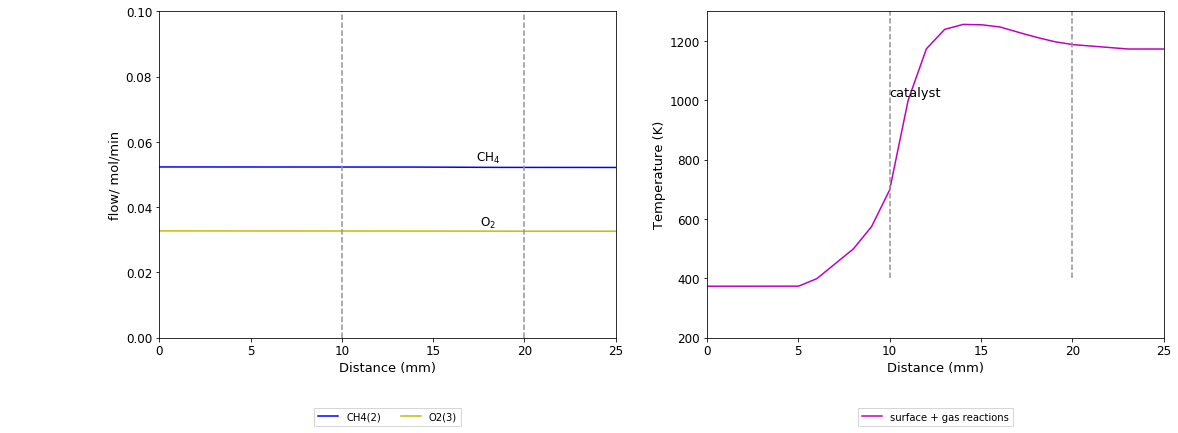 0.10
0.08
0.06
0.04
0.02
0.00
flow/ mol/min
CH₄
O₂
0 5 10 15 20 25
Distance (mm)
CH4(2) O2(3)
1200
1000
800
600
400
200
Temperature (K)
catalyst
0 5 10 15 20 25
Distance (mm)
surface + gas reactions